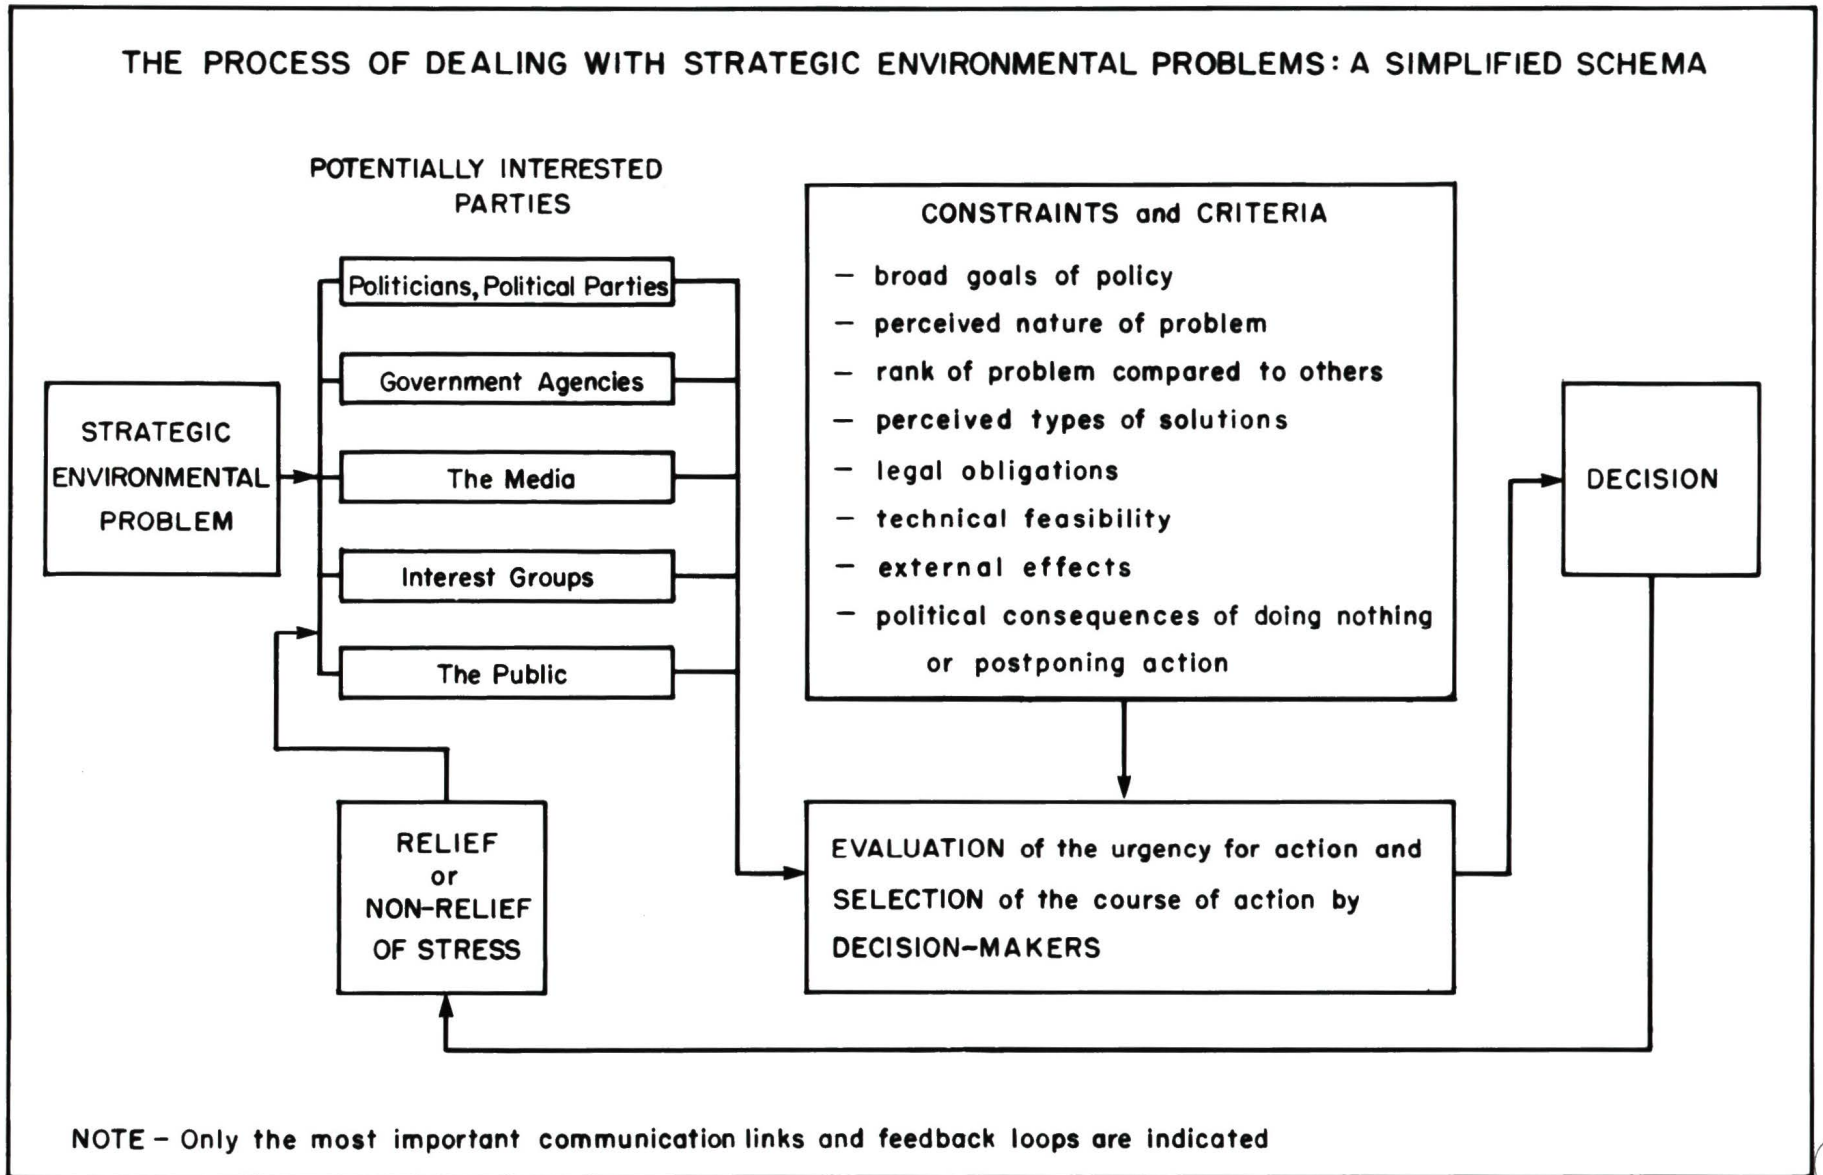 THE PROCESS OF DEALING WITH STRATEGIC ENVIRONMENTAL PROBLEMS: A SIMPLIFIED SCHEMA
POTENTIALLY INTERESTED
PARTIES
Politicians, Political Parties
Government Agencies
The Media
Interest Groups
The Public
STRATEGIC
ENVIRONMENTAL
PROBLEM
CONSTRAINTS and CRITERIA
– broad goals of policy
– perceived nature of problem
– rank of problem compared to others
– perceived types of solutions
– legal obligations
– technical feasibility
– external effects
– political consequences of doing nothing
or postponing action
DECISION
RELIEF
or
NON-RELIEF
OF STRESS
EVALUATION of the urgency for action and
SELECTION of the course of action by
DECISION-MAKERS
NOTE – Only the most important communication links and feedback loops are indicated